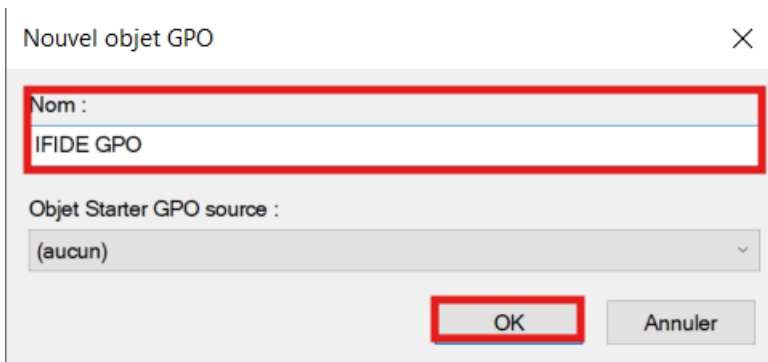 Nouvel objet GPO
Nom :
IFIDE GPO
Objet Starter GPO source :
(aucun)
OK Annuler